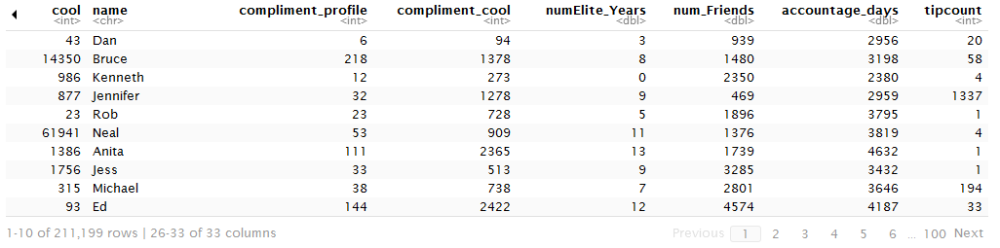 cool name compliment_profile compliment_cool numElite_Years num_Friends accountage_days tipcount
<int> <chr> <int> <int> <dbl> <dbl> <dbl> <int>
43 Dan 6 94 3 939 2956 20
14350 Bruce 218 1378 8 1480 3198 58
986 Kenneth 12 273 0 2350 2380 4
877 Jennifer 32 1278 9 469 2959 1337
23 Rob 23 728 5 1896 3795 1
61941 Neal 53 909 11 1376 3819 4
1386 Anita 111 2365 13 1739 4632 1
1756 Jess 33 513 9 3285 3432 1
315 Michael 38 738 7 2801 3646 194
93 Ed 144 2422 12 4574 4187 33
1-10 of 211,199 rows | 26-33 of 33 columns Previous 1 2 3 4 5 6 ... 100 Next